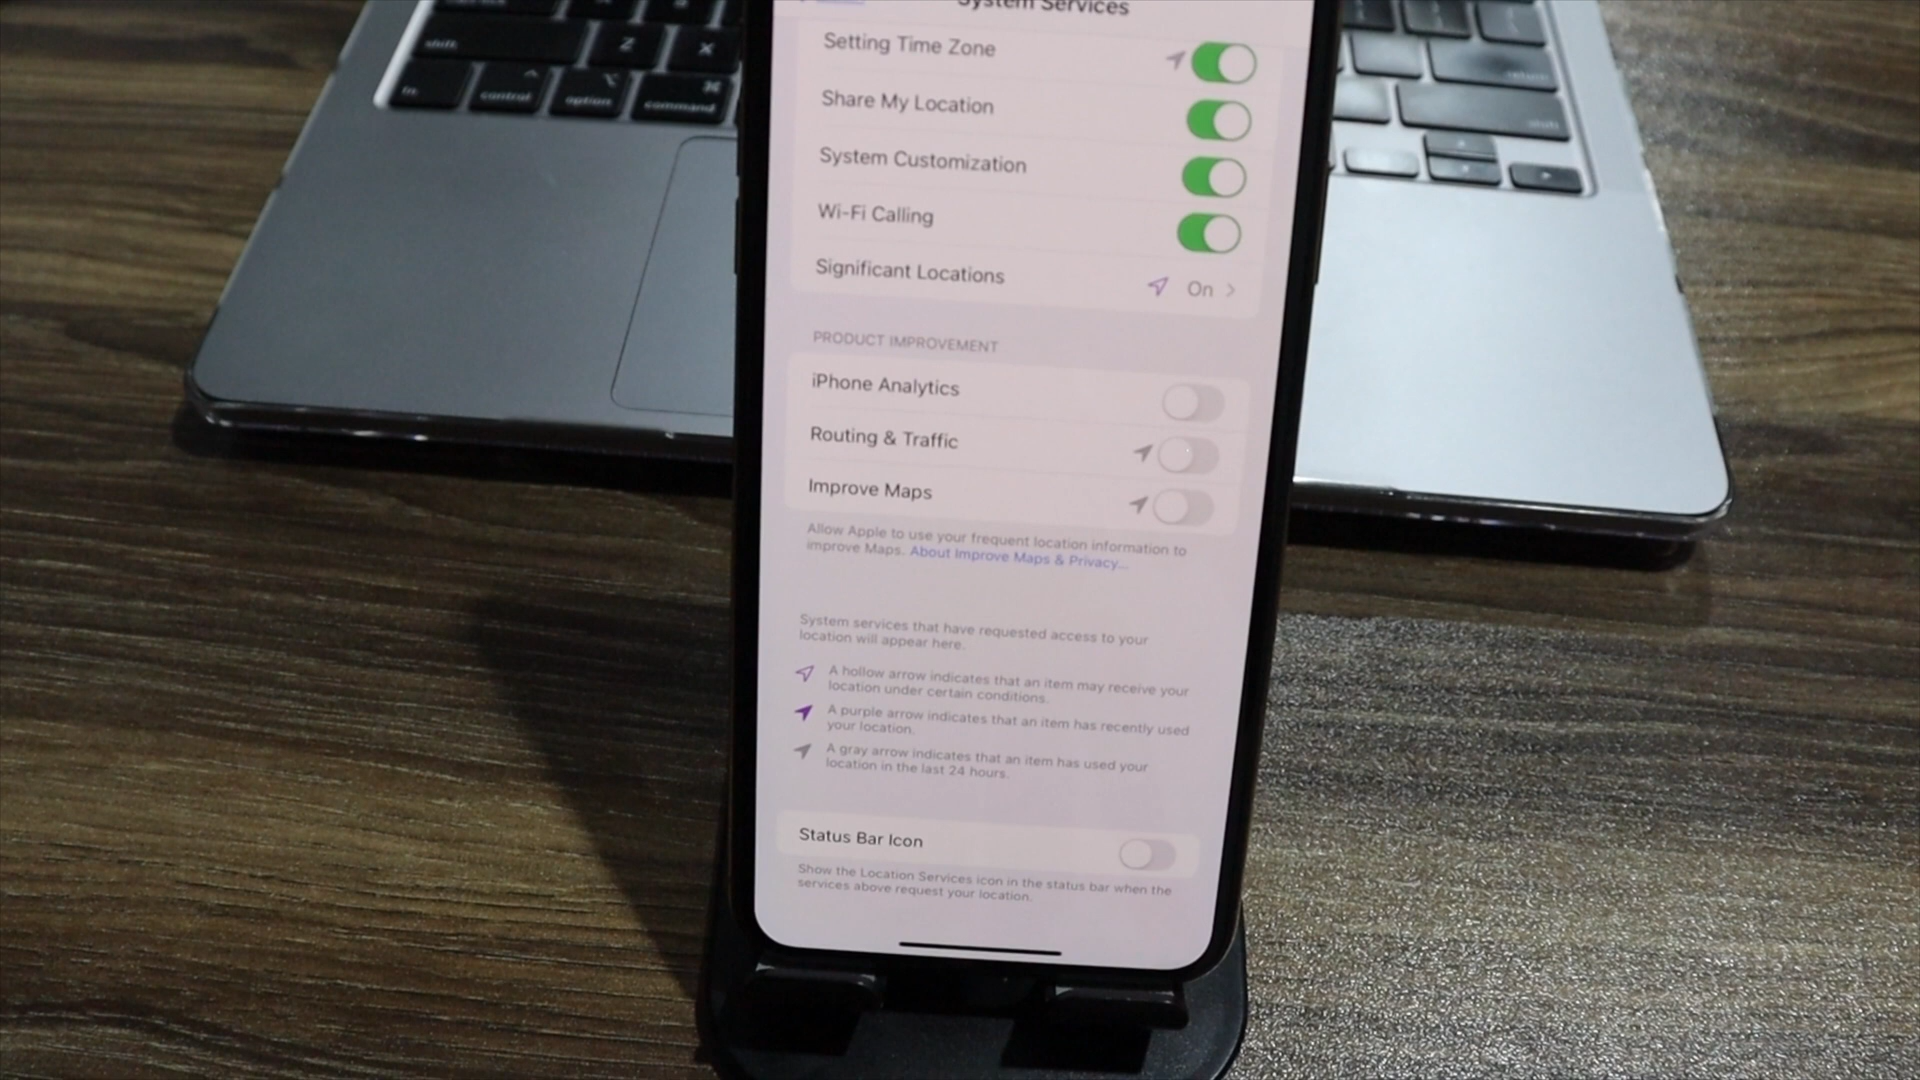 System Services
Setting Time Zone
Share My Location
System Customization
Wi-Fi Calling
Significant Locations On
PRODUCT IMPROVEMENT
iPhone Analytics
Routing & Traffic
Improve Maps
Allow Apple to use your frequent location information to
improve Maps. About Improve Maps & Privacy...
System services that have requested access to your
location will appear here.
A hollow arrow indicates that an item may receive your
location under certain conditions.
A purple arrow indicates that an item has recently used
your location.
A gray arrow indicates that an item has used your
location in the last 24 hours.
Status Bar Icon
Show the Location Services icon in the status bar when the
services above request your location.
shift Z X
fn control option command
return
shift